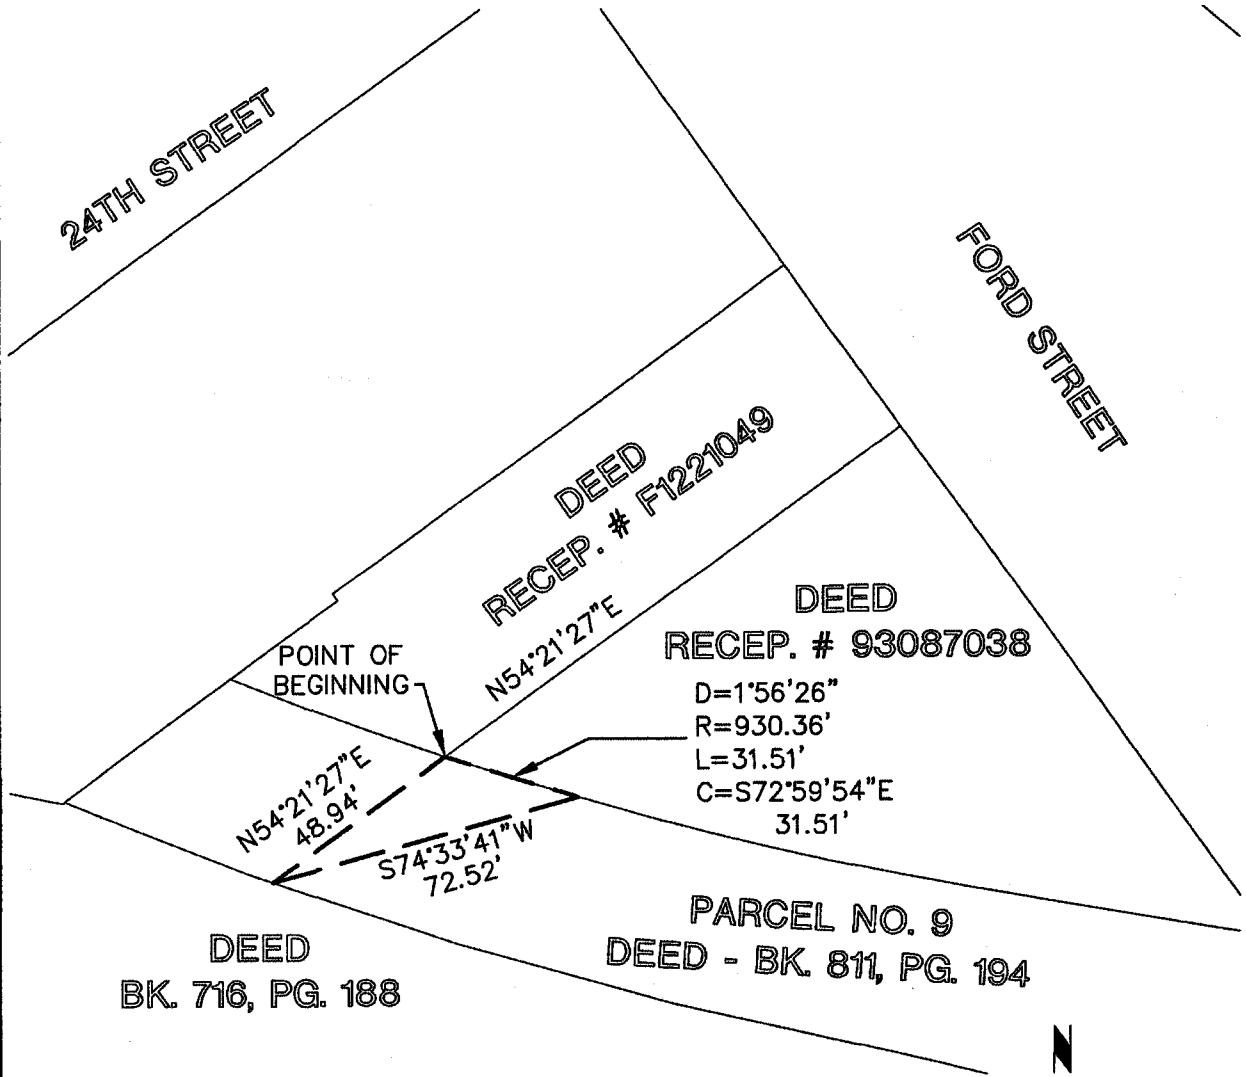 24TH STREET
FORD STREET
DEED
RECEP. # F1221049
N54°21'27"E
DEED
RECEP. # 93087038
POINT OF
BEGINNING
D=1°56'26"
R=930.36'
L=31.51'
C=S72°59'54"E
31.51'
N54°21'27"E
48.94'
S74°33'41"W
72.52'
PARCEL NO. 9
DEED - BK. 811, PG. 194
DEED
BK. 716, PG. 188
N